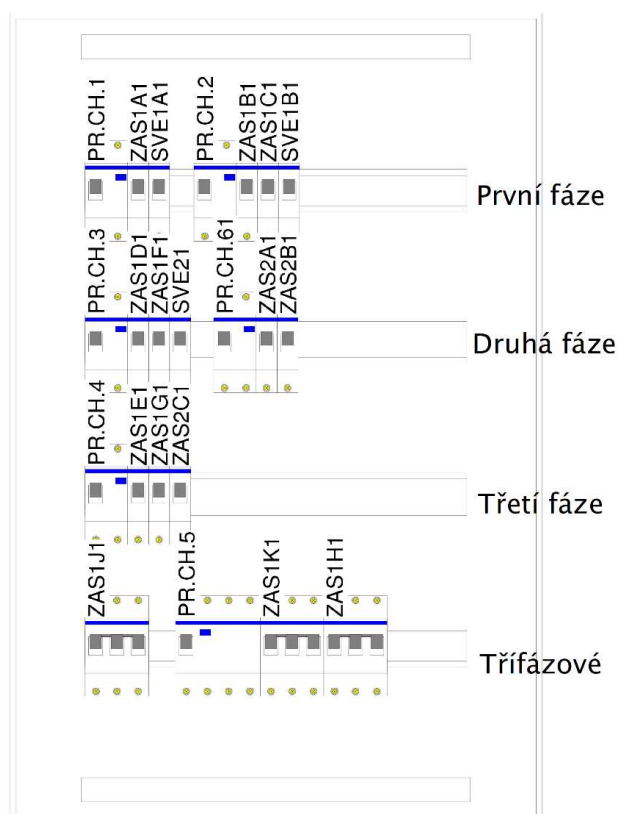 PR.CH.1 ZAS1A1 SVE1A1 PR.CH.2 ZAS1B1 ZAS1C1 SVE1B1
První fáze
PR.CH.3 ZAS1D1 ZAS1F1 SVE21 PR.CH.61 ZAS2A1 ZAS2B1
Druhá fáze
PR.CH.4 ZAS1E1 ZAS1G1 ZAS2C1
Třetí fáze
ZAS1J1 PR.CH.5 ZAS1K1 ZAS1H1
Třífázové